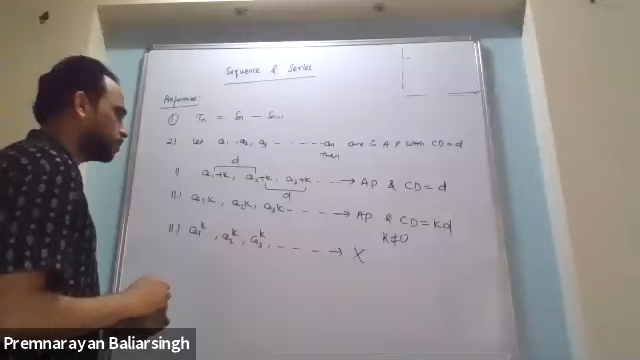 Sequence & Series
Properties:
① Tn = Sn − Sn-1
2) Let a1, a2, a3 - - - - - - - an are in AP with CD = d
then
d
i) a1+k, a2+k, a3+k - - - → AP & CD = d
d
ii) a1k, a2k, a3k - - - - - → AP & CD = kd
k≠0
iii) a1^k, a2^k, a3^k, - - - - → X
Premnarayan Baliarsingh